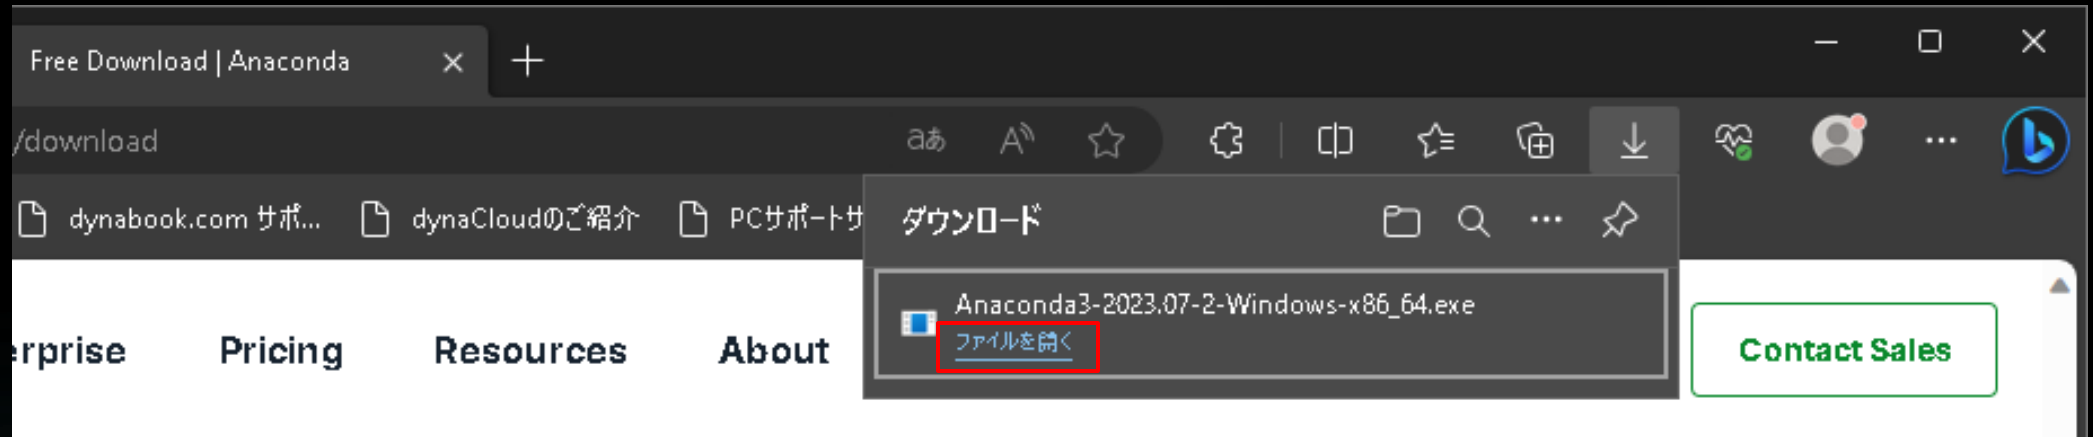 Free Download | Anaconda
/download
aあ A
dynabook.com サポ... dynaCloudのご紹介 PCサポートサ
ダウンロード
Anaconda3-2023.07-2-Windows-x86_64.exe
ファイルを開く
erprise Pricing Resources About Contact Sales